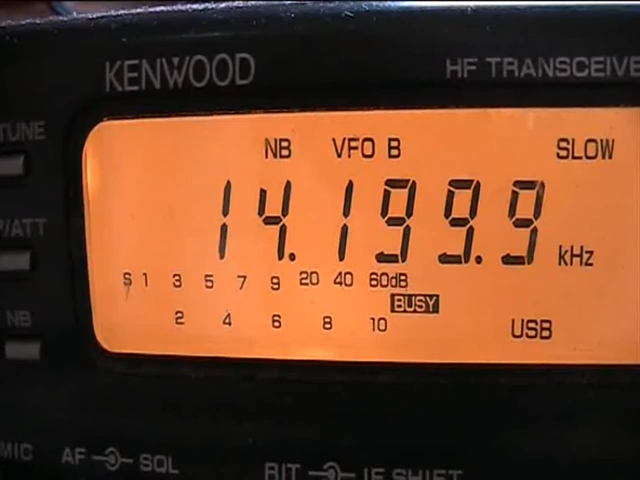 KENWOOD
HF TRANSCEIVE
TUNE
NB VFO B SLOW
14.199.9 kHz
/ATT
S 1 3 5 7 9 20 40 60dB
BUSY
NB
2 4 6 8 10 USB
MIC AF SQL
RIT IF SHIFT